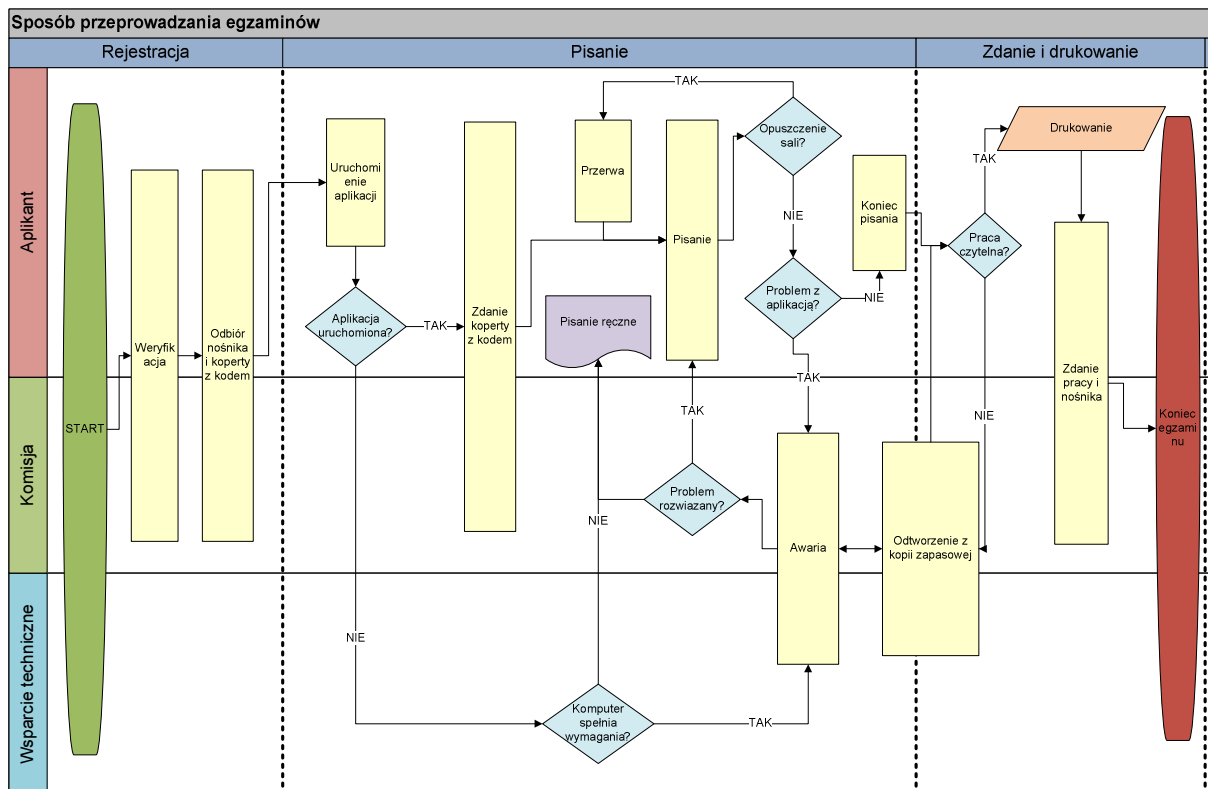 Sposób przeprowadzania egzaminów
Rejestracja
Pisanie
Zdanie i drukowanie
Aplikant
Komisja
Wsparcie techniczne
START
Weryfik
acja
Odbiór
nośnika
i koperty
z kodem
Uruchom
ienie
aplikacji
Aplikacja
uruchomiona?
TAK
NIE
Zdanie
koperty
z kodem
Przerwa
Pisanie
TAK
Opuszczenie
sali?
NIE
Problem z
aplikacją?
NIE
TAK
Koniec
pisania
Pisanie ręczne
TAK
Problem
rozwiazany?
NIE
Awaria
Komputer
spełnia
wymagania?
TAK
Odtworzenie z
kopii zapasowej
Praca
czytelna?
TAK
NIE
Drukowanie
Zdanie
pracy i
nośnika
Koniec
egzami
nu